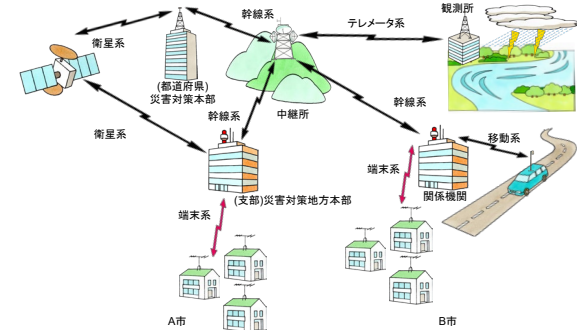 幹線系
テレメータ系
観測所
衛星系
(都道府県)
災害対策本部
中継所
衛星系
幹線系
幹線系
移動系
端末系
関係機関
(支部)災害対策地方本部
端末系
A市
B市